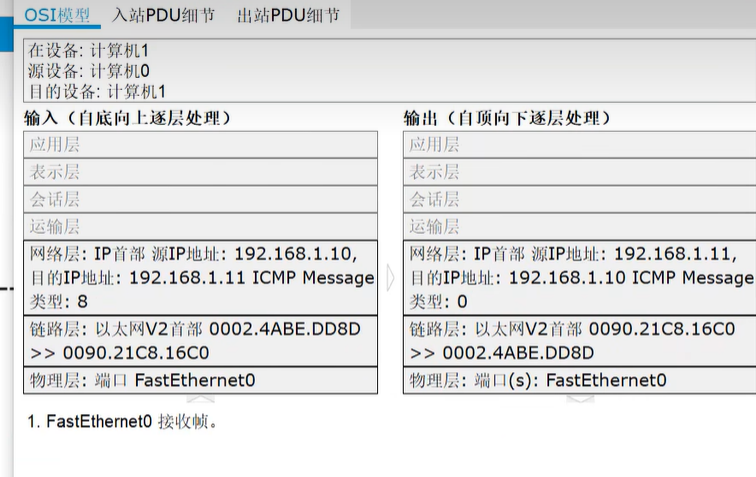 OSI模型 入站PDU细节 出站PDU细节
在设备: 计算机1
源设备: 计算机0
目的设备: 计算机1
输入（自底向上逐层处理）
应用层
表示层
会话层
运输层
网络层: IP首部 源IP地址: 192.168.1.10,
目的IP地址: 192.168.1.11 ICMP Message
类型: 8
链路层: 以太网V2首部 0002.4ABE.DD8D
>> 0090.21C8.16C0
物理层: 端口 FastEthernet0
输出（自顶向下逐层处理）
应用层
表示层
会话层
运输层
网络层: IP首部 源IP地址: 192.168.1.11,
目的IP地址: 192.168.1.10 ICMP Message
类型: 0
链路层: 以太网V2首部 0090.21C8.16C0
>> 0002.4ABE.DD8D
物理层: 端口(s): FastEthernet0
1. FastEthernet0 接收帧。